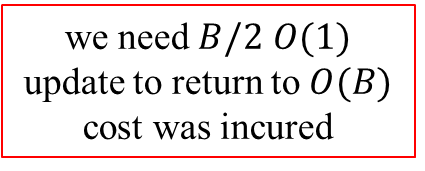 we need B/2 O(1)
update to return to O(B)
cost was incured